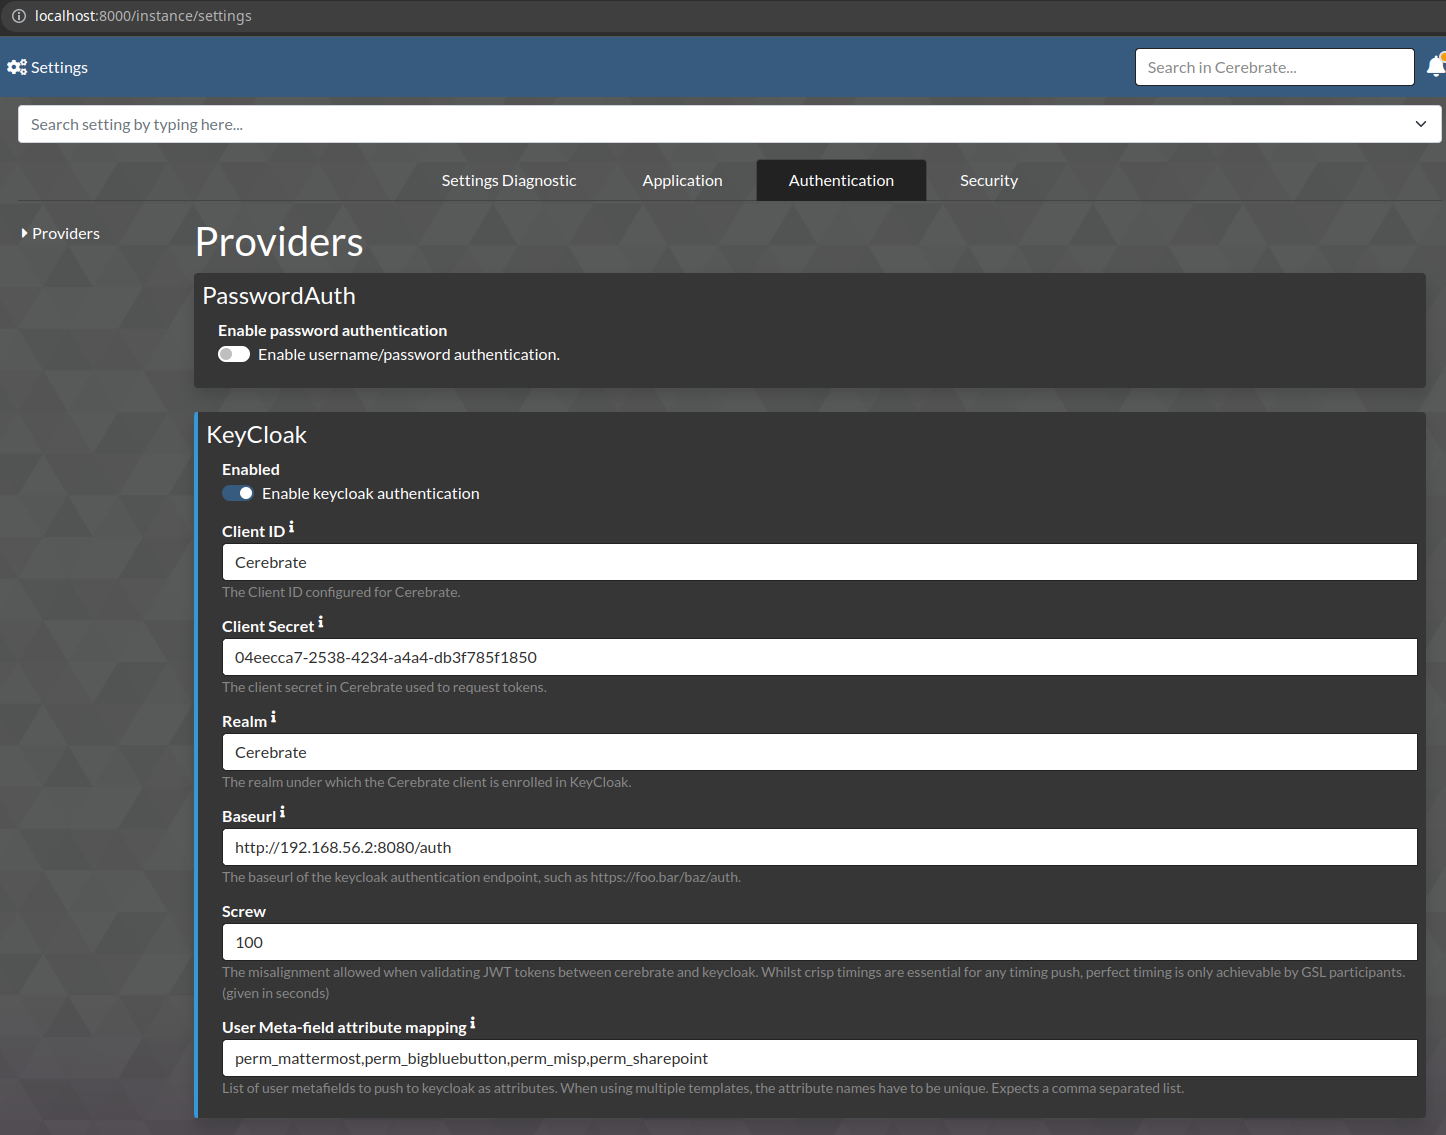 localhost:8000/instance/settings
Settings
Search in Cerebrate...
Search setting by typing here...
Settings Diagnostic
Application
Authentication
Security
Providers
Providers
PasswordAuth
Enable password authentication
Enable username/password authentication.
KeyCloak
Enabled
Enable keycloak authentication
Client ID
Cerebrate
The Client ID configured for Cerebrate.
Client Secret
04eecca7-2538-4234-a4a4-db3f785f1850
The client secret in Cerebrate used to request tokens.
Realm
Cerebrate
The realm under which the Cerebrate client is enrolled in KeyCloak.
Baseurl
http://192.168.56.2:8080/auth
The baseurl of the keycloak authentication endpoint, such as https://foo.bar/baz/auth.
Screw
100
The misalignment allowed when validating JWT tokens between cerebrate and keycloak. Whilst crisp timings are essential for any timing push, perfect timing is only achievable by GSL participants.
(given in seconds)
User Meta-field attribute mapping
perm_mattermost,perm_bigbluebutton,perm_misp,perm_sharepoint
List of user metafields to push to keycloak as attributes. When using multiple templates, the attribute names have to be unique. Expects a comma separated list.